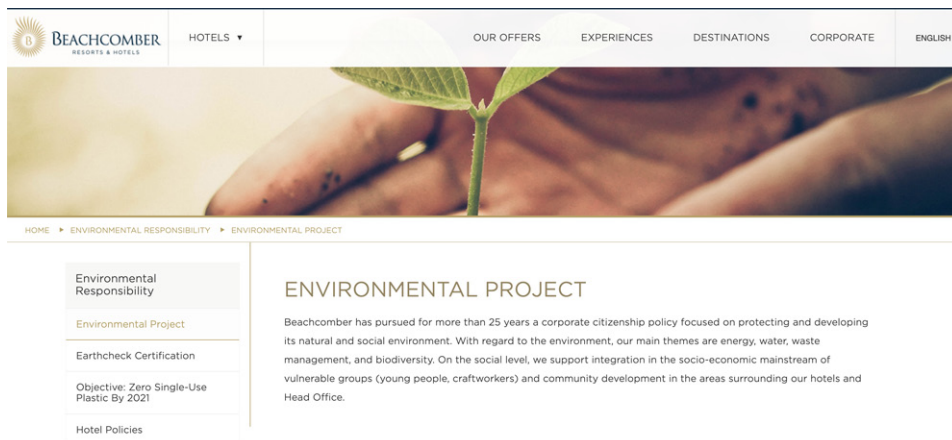 BEACHCOMBER
RESORTS & HOTELS
HOTELS ▼
OUR OFFERS
EXPERIENCES
DESTINATIONS
CORPORATE
ENGLISH
HOME ► ENVIRONMENTAL RESPONSIBILITY ► ENVIRONMENTAL PROJECT
Environmental
Responsibility
Environmental Project
Earthcheck Certification
Objective: Zero Single-Use
Plastic By 2021
Hotel Policies
ENVIRONMENTAL PROJECT
Beachcomber has pursued for more than 25 years a corporate citizenship policy focused on protecting and developing
its natural and social environment. With regard to the environment, our main themes are energy, water, waste
management, and biodiversity. On the social level, we support integration in the socio-economic mainstream of
vulnerable groups (young people, craftworkers) and community development in the areas surrounding our hotels and
Head Office.